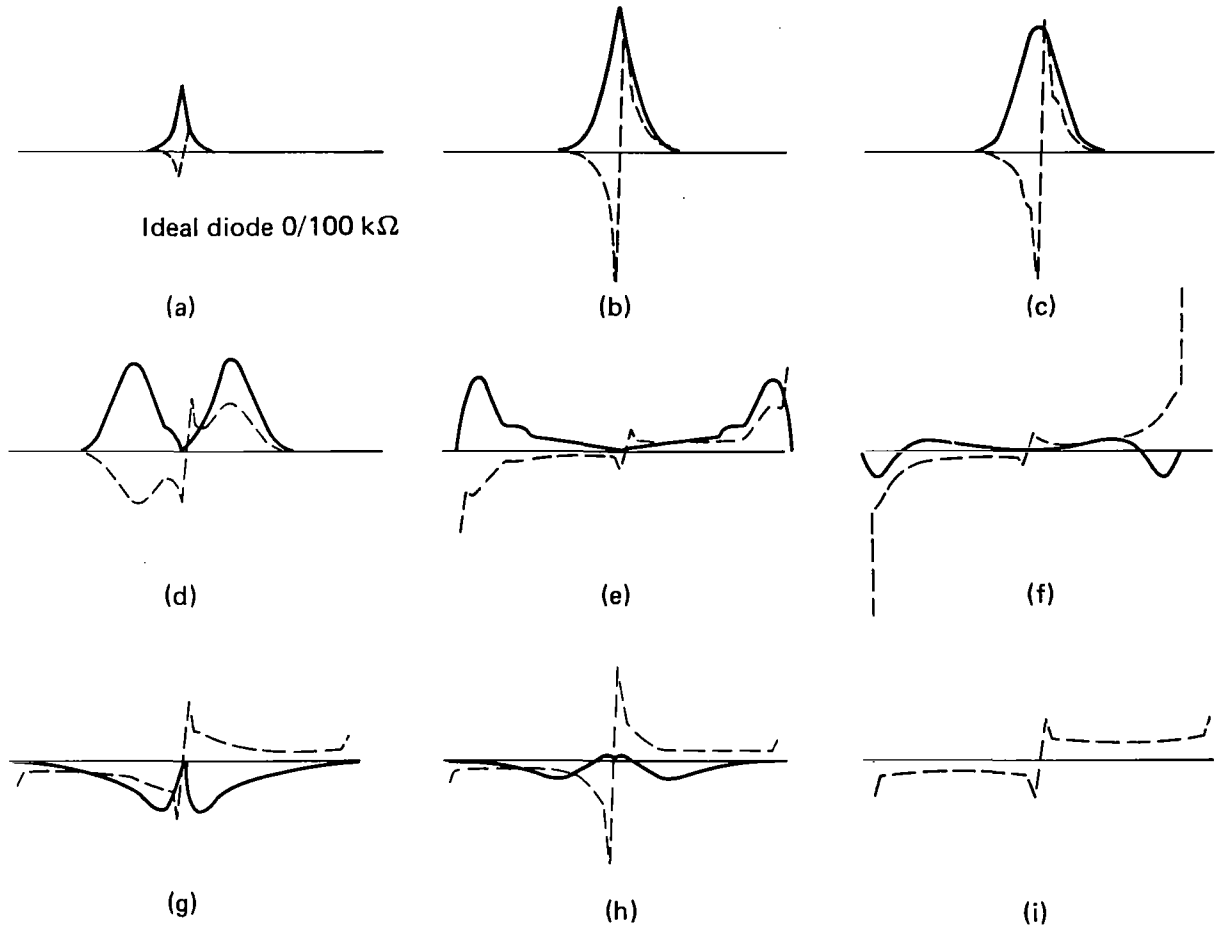 Ideal diode 0/100 kΩ
(a)
(b)
(c)
(d)
(e)
(f)
(g)
(h)
(i)